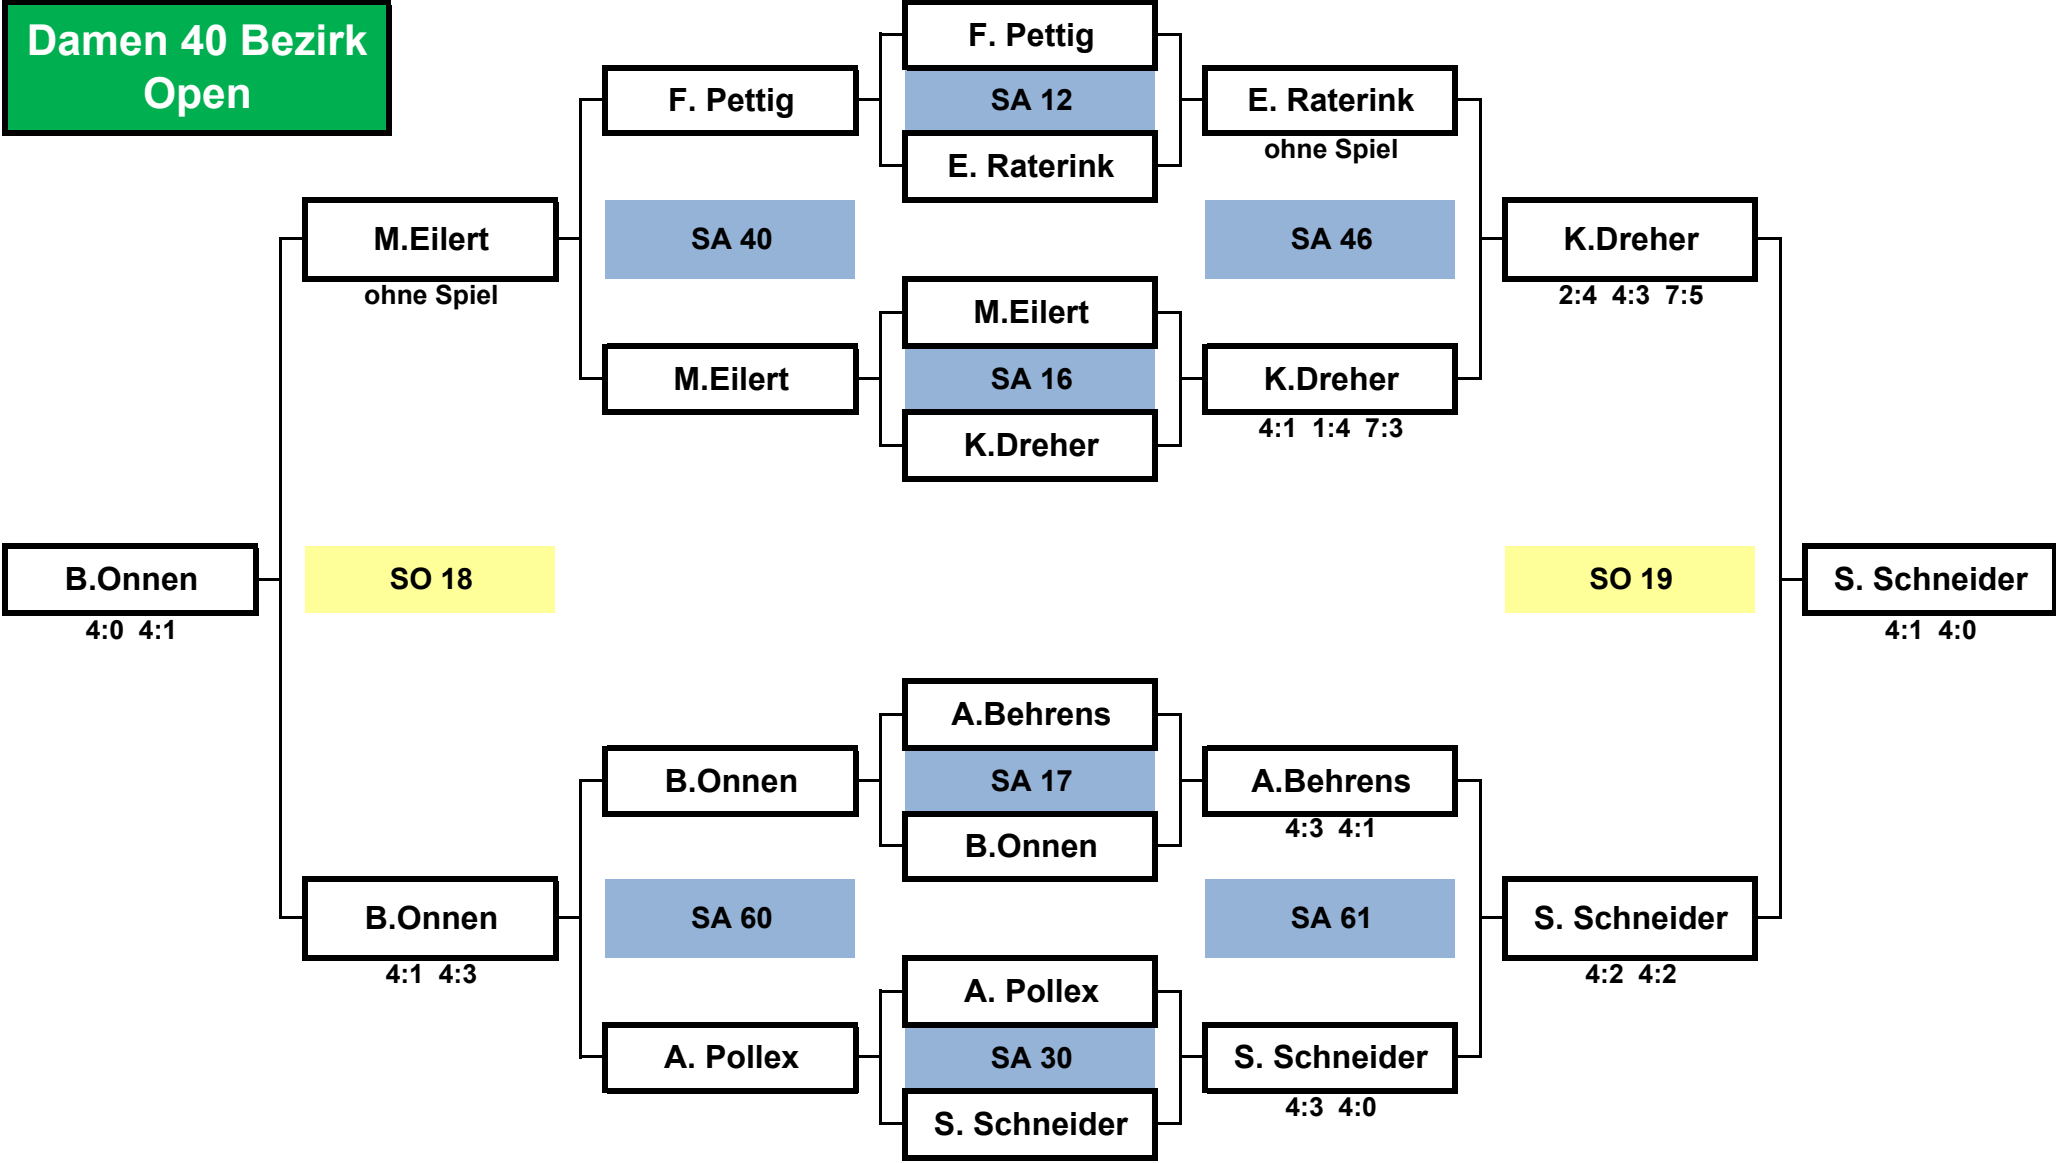 Damen 40 Bezirk
Open
F. Pettig
F. Pettig
SA 12
E. Raterink
E. Raterink
ohne Spiel
M.Eilert
ohne Spiel
SA 40
SA 46
K.Dreher
2:4 4:3 7:5
M.Eilert
M.Eilert
SA 16
K.Dreher
4:1 1:4 7:3
K.Dreher
B.Onnen
4:0 4:1
SO 18
SO 19
S. Schneider
4:1 4:0
A.Behrens
B.Onnen
SA 17
A.Behrens
4:3 4:1
B.Onnen
B.Onnen
4:1 4:3
SA 60
SA 61
S. Schneider
4:2 4:2
A. Pollex
A. Pollex
SA 30
S. Schneider
4:3 4:0
S. Schneider